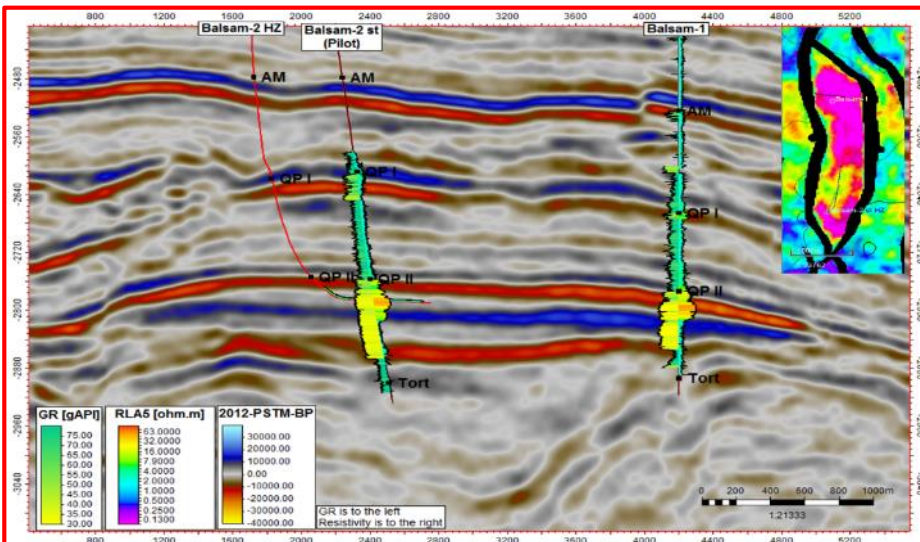 800 1200 1600 2000 2400 2800 3200 3600 4000 4400 4800 5200
Balsam-2 HZ
Balsam-2 st
(Pilot)
Balsam-1
AM
AM
AM
QP I
QP I
QP I
QP II
QP II
QP II
Tort
Tort
-2480
-2560
-2640
-2720
-2800
-2880
-2960
-3040
Balsam-1
GR [gAPI]
75.00
70.00
65.00
60.00
55.00
50.00
45.00
40.00
35.00
30.00
RLA5 [ohm.m]
63.0000
32.0000
16.0000
7.9000
4.0000
2.0000
1.0000
0.5000
0.2500
0.1300
2012-PSTM-BP
30000.00
20000.00
10000.00
0.00
-10000.00
-20000.00
-30000.00
-40000.00
GR is to the left
Resistivity is to the right
0 200 400 600 800 1000m
1:21333
400 800 1200 1600 2000 2400 2800 3200 3600 4000 4400 4800 5200